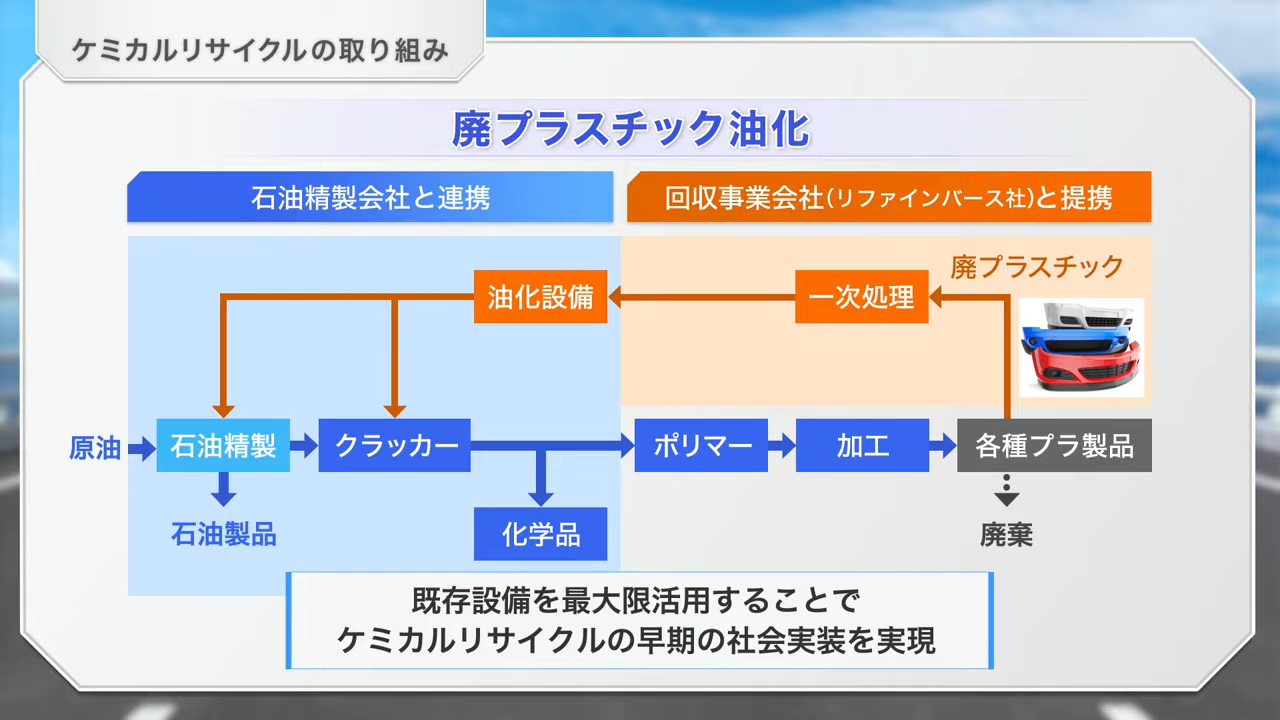 ケミカルリサイクルの取り組み
廃プラスチック油化
石油精製会社と連携
回収事業会社(リファインバース社)と提携
廃プラスチック
油化設備
一次処理
原油
石油精製
クラッカー
ポリマー
加工
各種プラ製品
石油製品
化学品
廃棄
既存設備を最大限活用することで
ケミカルリサイクルの早期の社会実装を実現